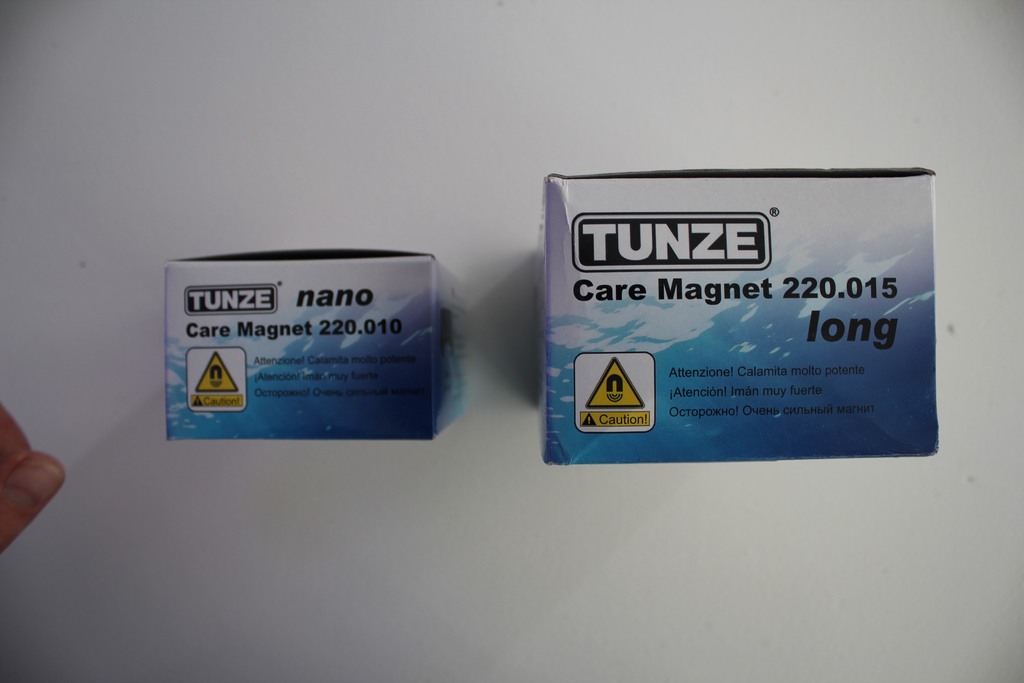 TUNZE® nano
Care Magnet 220.010
Attenzione! Calamita molto potente
¡Atención! Imán muy fuerte
Осторожно! Очень сильный магнит
Caution!
TUNZE®
Care Magnet 220.015
long
Attenzione! Calamita molto potente
¡Atención! Imán muy fuerte
Осторожно! Очень сильный магнит
Caution!